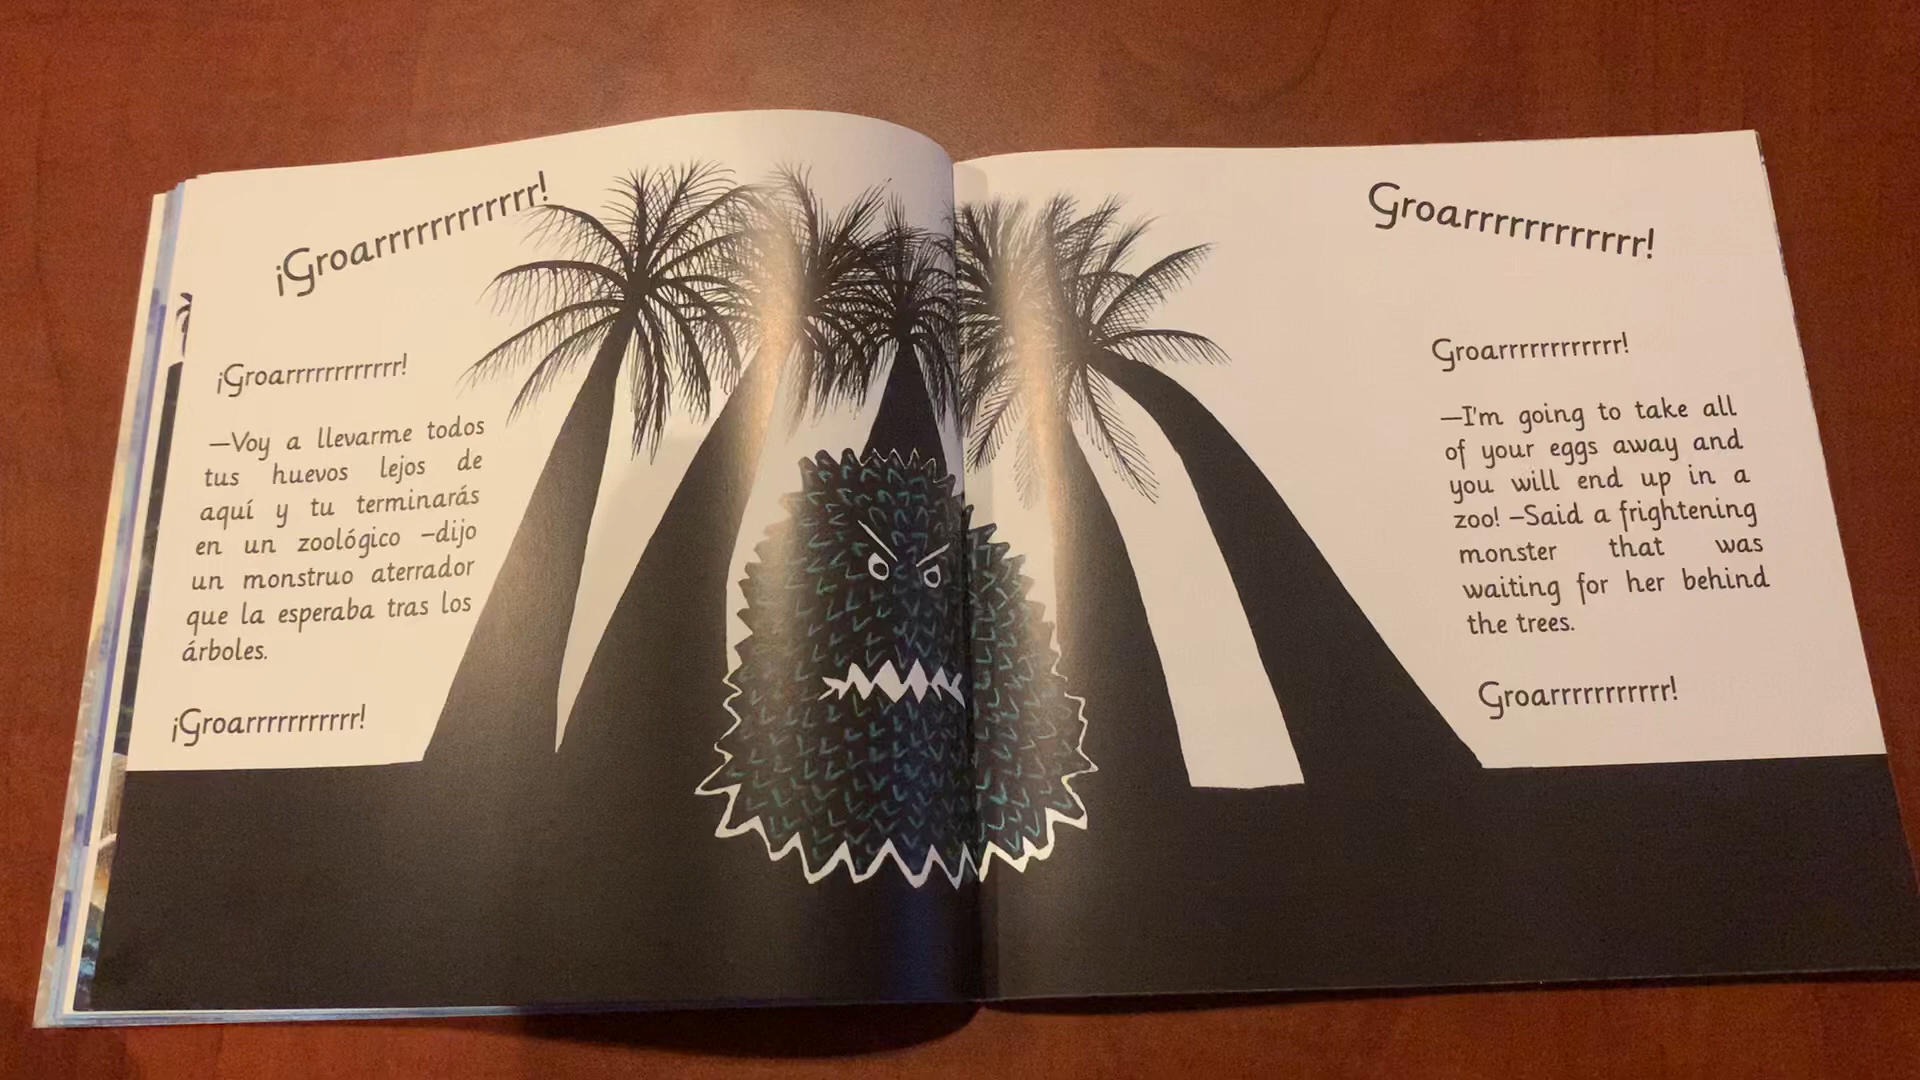 ¡Groarrrrrrrrrrrr!
¡Groarrrrrrrrrrrr!
—Voy a llevarme todos
tus huevos lejos de
aquí y tu terminarás
en un zoológico –dijo
un monstruo aterrador
que la esperaba tras los
árboles.
¡Groarrrrrrrrrrr!
Groarrrrrrrrrrrr!
Groarrrrrrrrrrrr!
—I'm going to take all
of your eggs away and
you will end up in a
zoo! –Said a frightening
monster that was
waiting for her behind
the trees.
Groarrrrrrrrrrr!